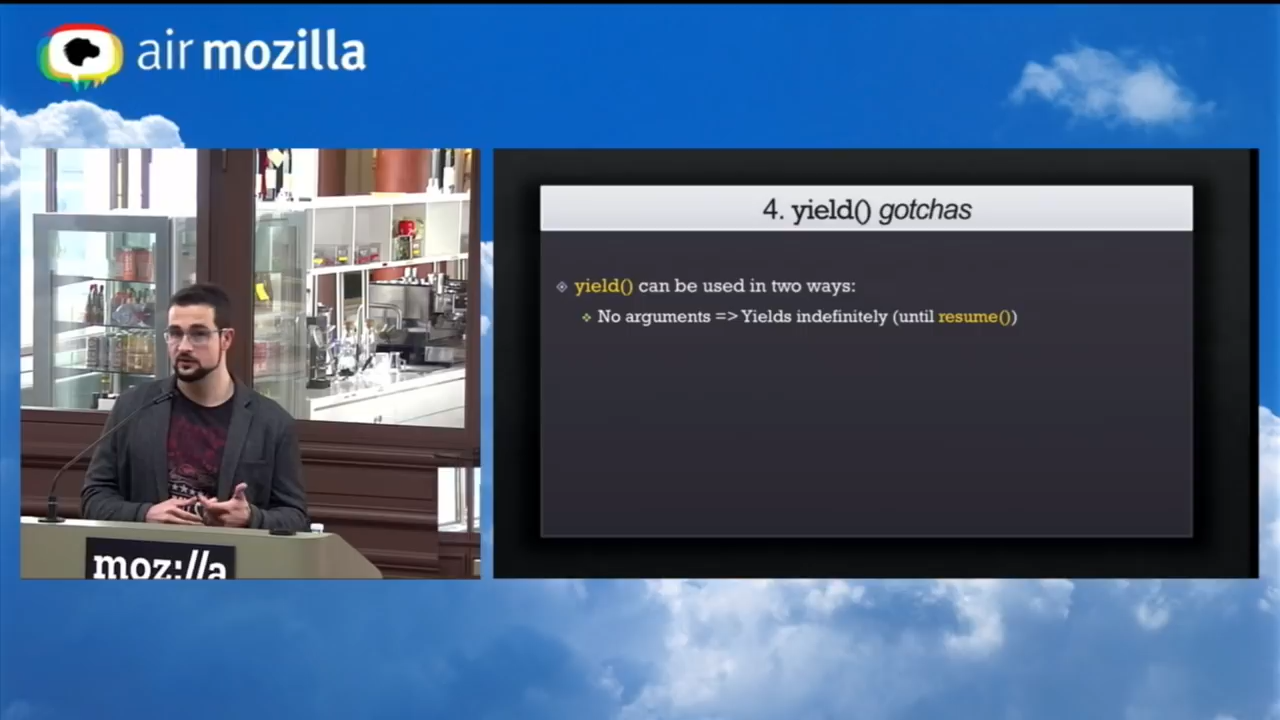 air mozilla
4. yield() gotchas
yield() can be used in two ways:
No arguments => Yields indefinitely (until resume())
moz://a